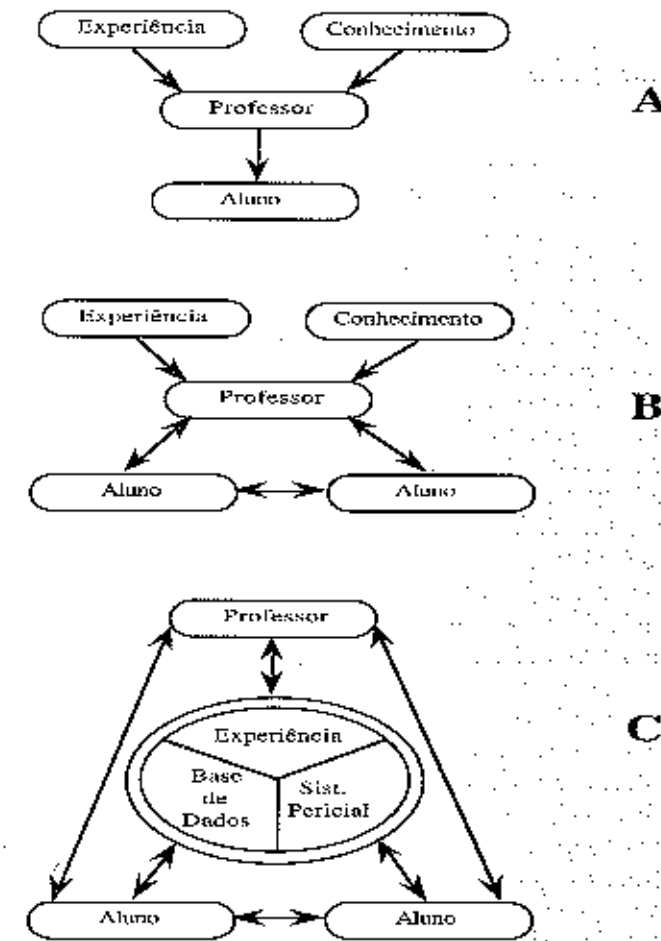 Experiência
Conhecimento
Professor
A
Aluno
Experiência
Conhecimento
Professor
B
Aluno
Aluno
Professor
Experiência
C
Base
de
Dados
Sist.
Pericial
Aluno
Aluno